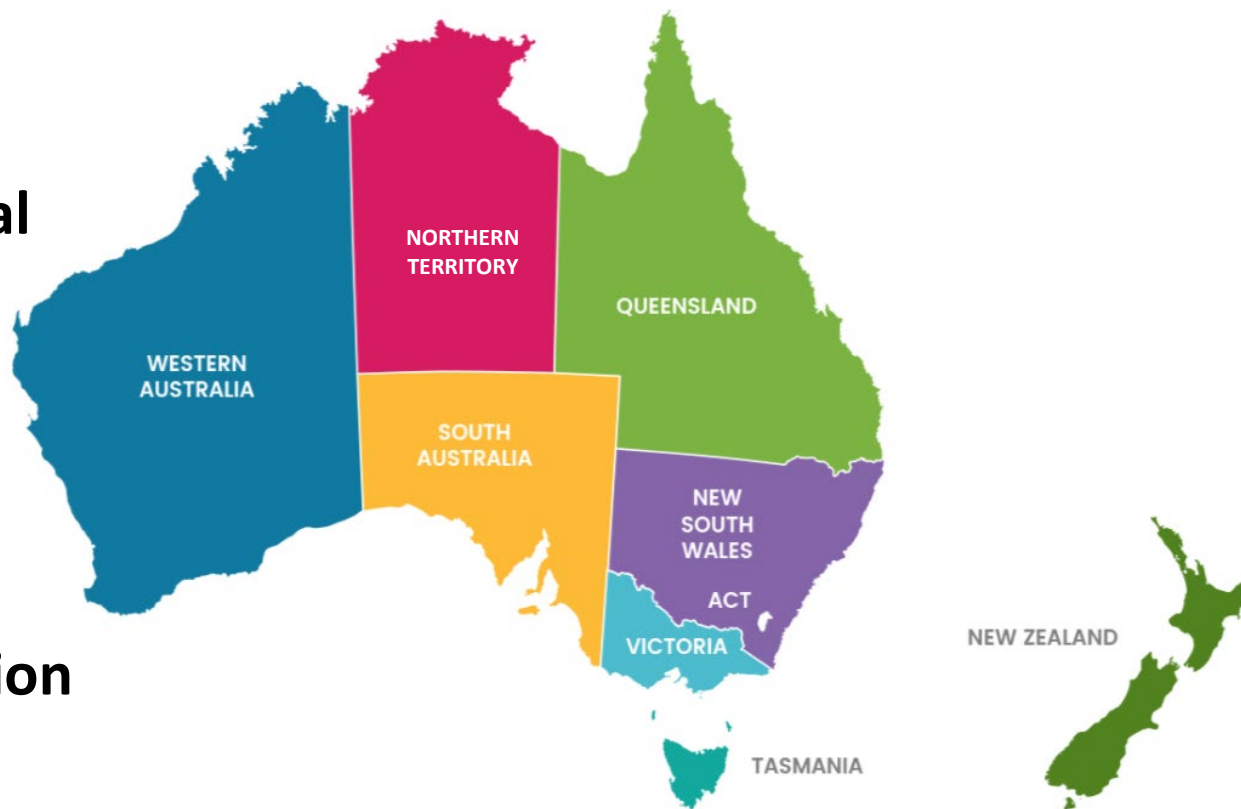 al
NORTHERN
TERRITORY
QUEENSLAND
WESTERN
AUSTRALIA
SOUTH
AUSTRALIA
NEW
SOUTH
WALES
ACT
NEW ZEALAND
VICTORIA
ion
TASMANIA